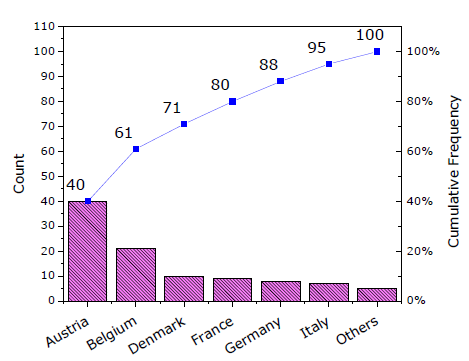 110
100
90
80
70
60
50
40
30
20
10
0
Count
100%
80%
60%
40%
20%
0%
Cumulative Frequency
40
61
71
80
88
95
100
Austria
Belgium
Denmark
France
Germany
Italy
Others